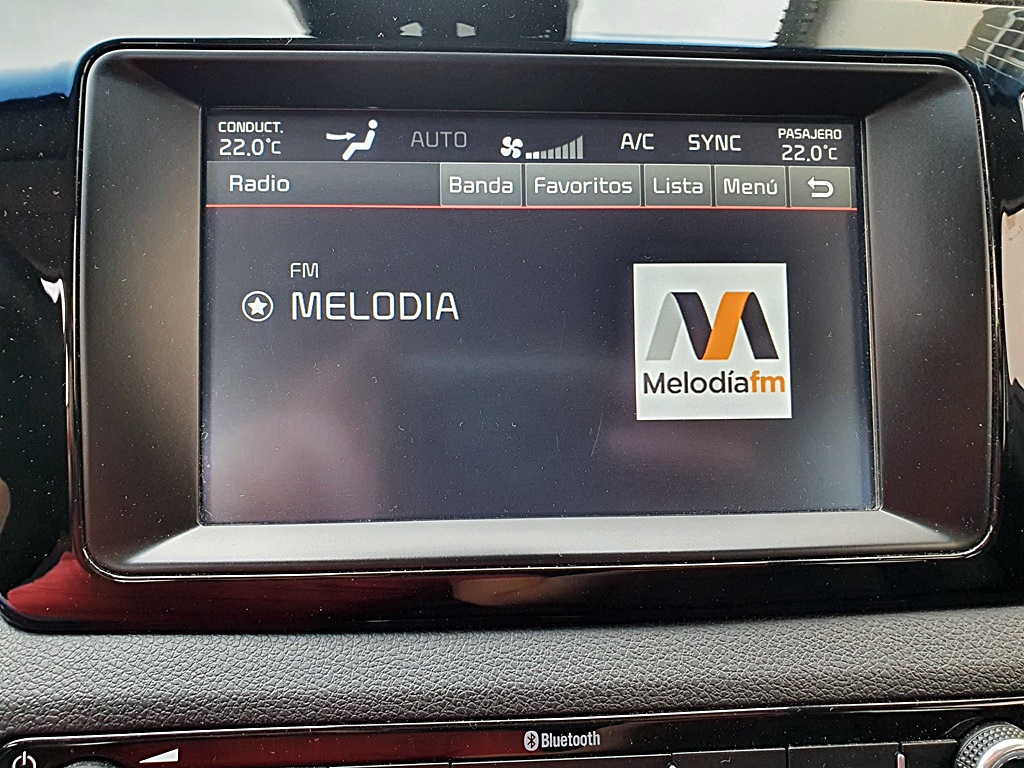 CONDUCT. AUTO A/C SYNC PASAJERO
22.0°C 22.0°C
Radio Banda Favoritos Lista Menú
FM
MELODIA
Melodíafm
Bluetooth